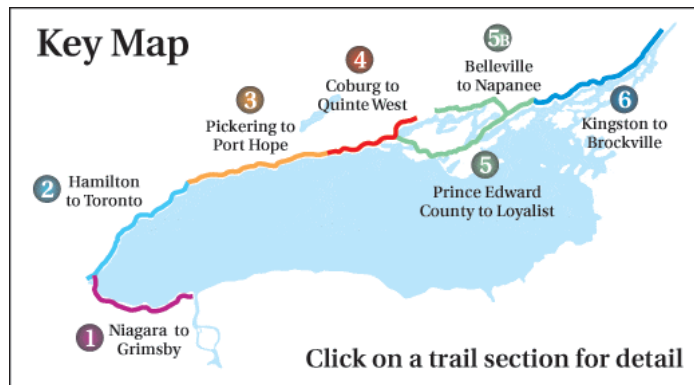 Key Map
5B
Belleville
to Napanee
4
Coburg to
Quinte West
3
Pickering to
Port Hope
6
Kingston to
Brockville
2
Hamilton
to Toronto
5
Prince Edward
County to Loyalist
1
Niagara to
Grimsby
Click on a trail section for detail